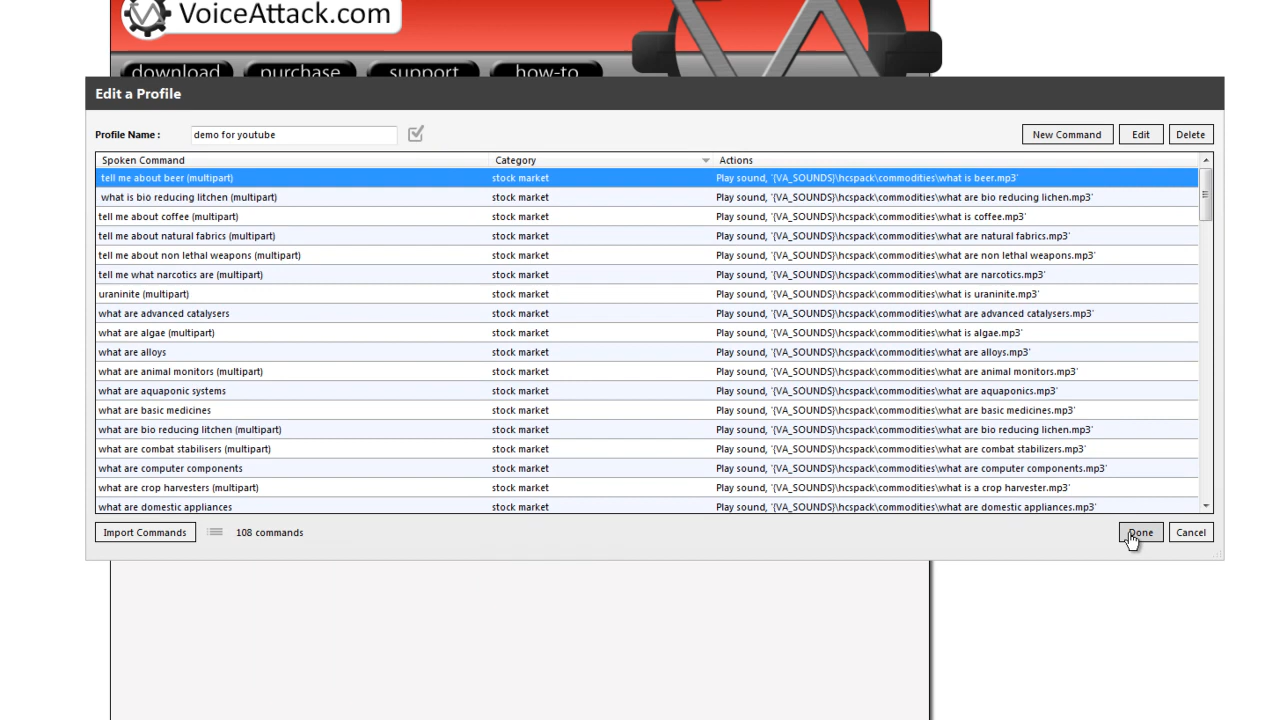 VoiceAttack.com
download purchase support how-to
Edit a Profile
Profile Name : demo for youtube New Command Edit Delete
Spoken Command Category Actions
tell me about beer (multipart) stock market Play sound, '{VA_SOUNDS}\hcspack\commodities\what is beer.mp3'
what is bio reducing litchen (multipart) stock market Play sound, '{VA_SOUNDS}\hcspack\commodities\what are bio reducing lichen.mp3'
tell me about coffee (multipart) stock market Play sound, '{VA_SOUNDS}\hcspack\commodities\what is coffee.mp3'
tell me about natural fabrics (multipart) stock market Play sound, '{VA_SOUNDS}\hcspack\commodities\what are natural fabrics.mp3'
tell me about non lethal weapons (multipart) stock market Play sound, '{VA_SOUNDS}\hcspack\commodities\what are non lethal weapons.mp3'
tell me what narcotics are (multipart) stock market Play sound, '{VA_SOUNDS}\hcspack\commodities\what are narcotics.mp3'
uraninite (multipart) stock market Play sound, '{VA_SOUNDS}\hcspack\commodities\what is uraninite.mp3'
what are advanced catalysers stock market Play sound, '{VA_SOUNDS}\hcspack\commodities\what are advanced catalysers.mp3'
what are algae (multipart) stock market Play sound, '{VA_SOUNDS}\hcspack\commodities\what is algae.mp3'
what are alloys stock market Play sound, '{VA_SOUNDS}\hcspack\commodities\what are alloys.mp3'
what are animal monitors (multipart) stock market Play sound, '{VA_SOUNDS}\hcspack\commodities\what are animal monitors.mp3'
what are aquaponic systems stock market Play sound, '{VA_SOUNDS}\hcspack\commodities\what are aquaponics.mp3'
what are basic medicines stock market Play sound, '{VA_SOUNDS}\hcspack\commodities\what are basic medicines.mp3'
what are bio reducing litchen (multipart) stock market Play sound, '{VA_SOUNDS}\hcspack\commodities\what are bio reducing lichen.mp3'
what are combat stabilisers (multipart) stock market Play sound, '{VA_SOUNDS}\hcspack\commodities\what are combat stabilizers.mp3'
what are computer components stock market Play sound, '{VA_SOUNDS}\hcspack\commodities\what are computer components.mp3'
what are crop harvesters (multipart) stock market Play sound, '{VA_SOUNDS}\hcspack\commodities\what is a crop harvester.mp3'
what are domestic appliances stock market Play sound, '{VA_SOUNDS}\hcspack\commodities\what are domestic appliances.mp3'
Import Commands 108 commands Done Cancel